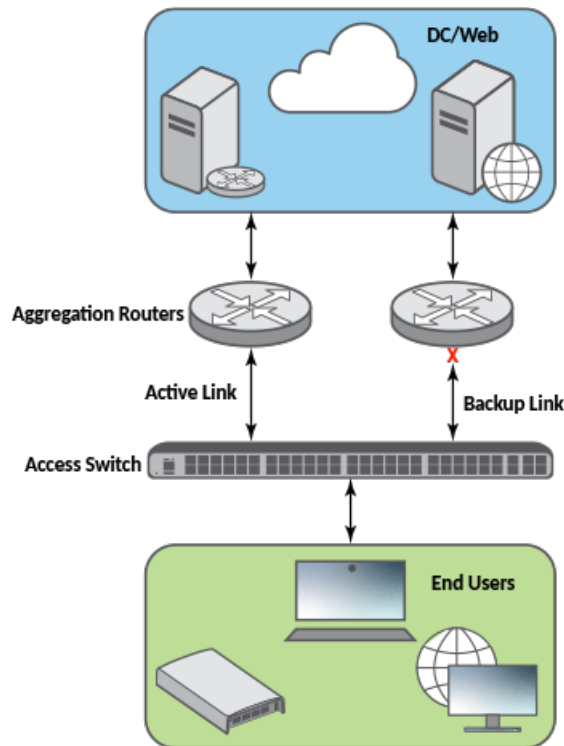 DC/Web
Aggregation Routers
X
Active Link
Backup Link
Access Switch
End Users